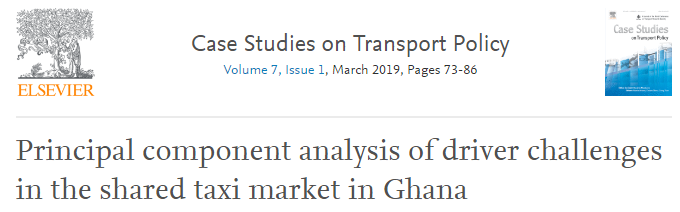 ELSEVIER
Case Studies on Transport Policy
Volume 7, Issue 1, March 2019, Pages 73-86
Case Studies
on Transport Policy
Principal component analysis of driver challenges
in the shared taxi market in Ghana